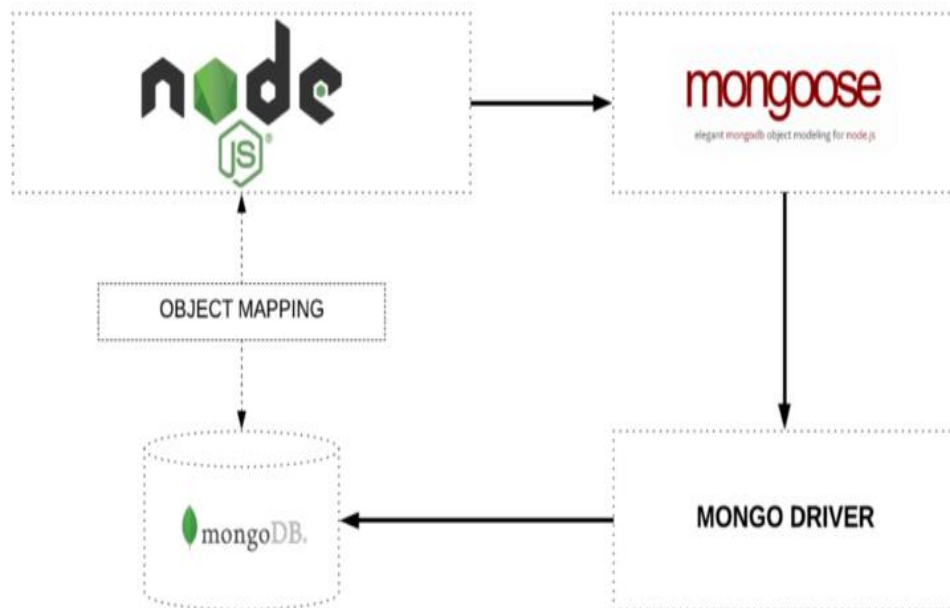 node
JS®
mongoose
elegant mongodb object modeling for node.js
OBJECT MAPPING
mongoDB.
MONGO DRIVER